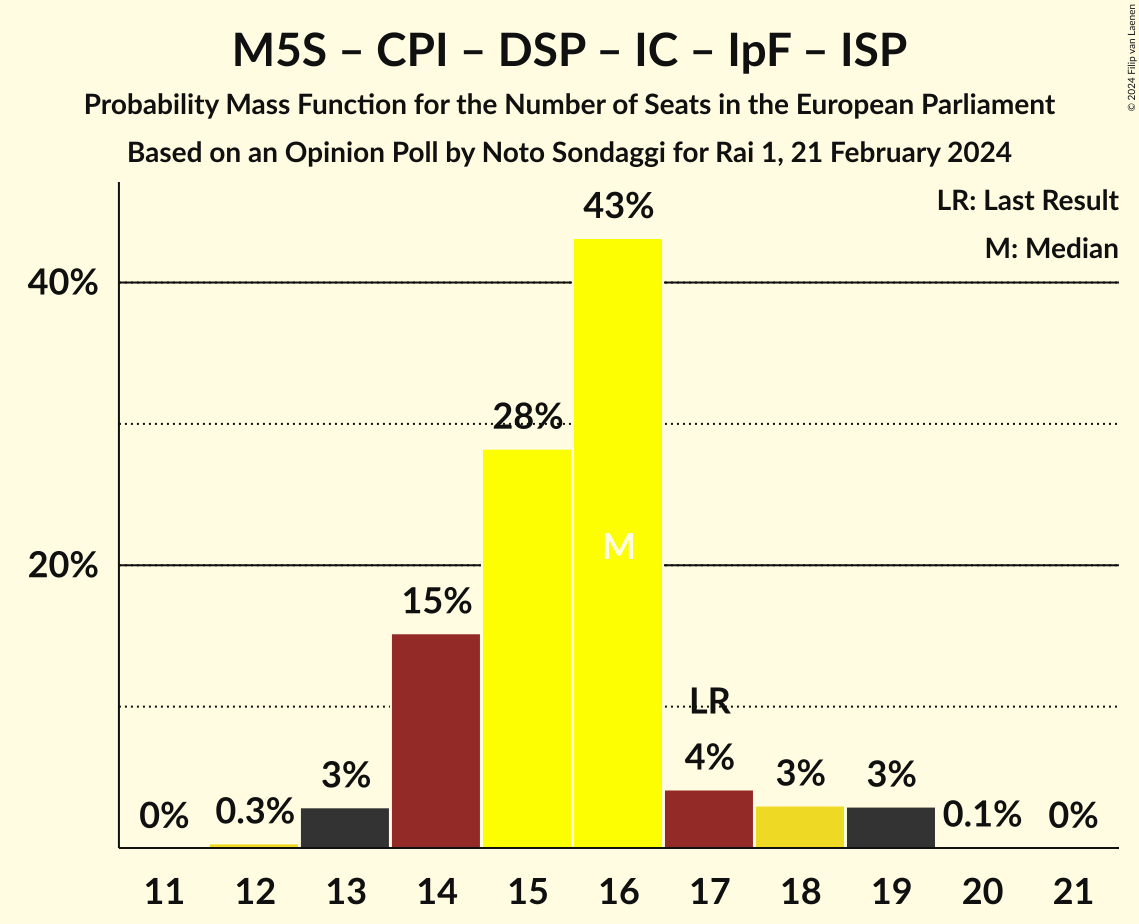 M5S – CPI – DSP – IC – IpF – ISP
Probability Mass Function for the Number of Seats in the European Parliament
Based on an Opinion Poll by Noto Sondaggi for Rai 1, 21 February 2024
© 2024 Filip van Laenen
LR: Last Result
M: Median
40%
20%
0%
0.3%
3%
15%
28%
43%
M
LR
4%
3%
3%
0.1%
0%
11 12 13 14 15 16 17 18 19 20 21